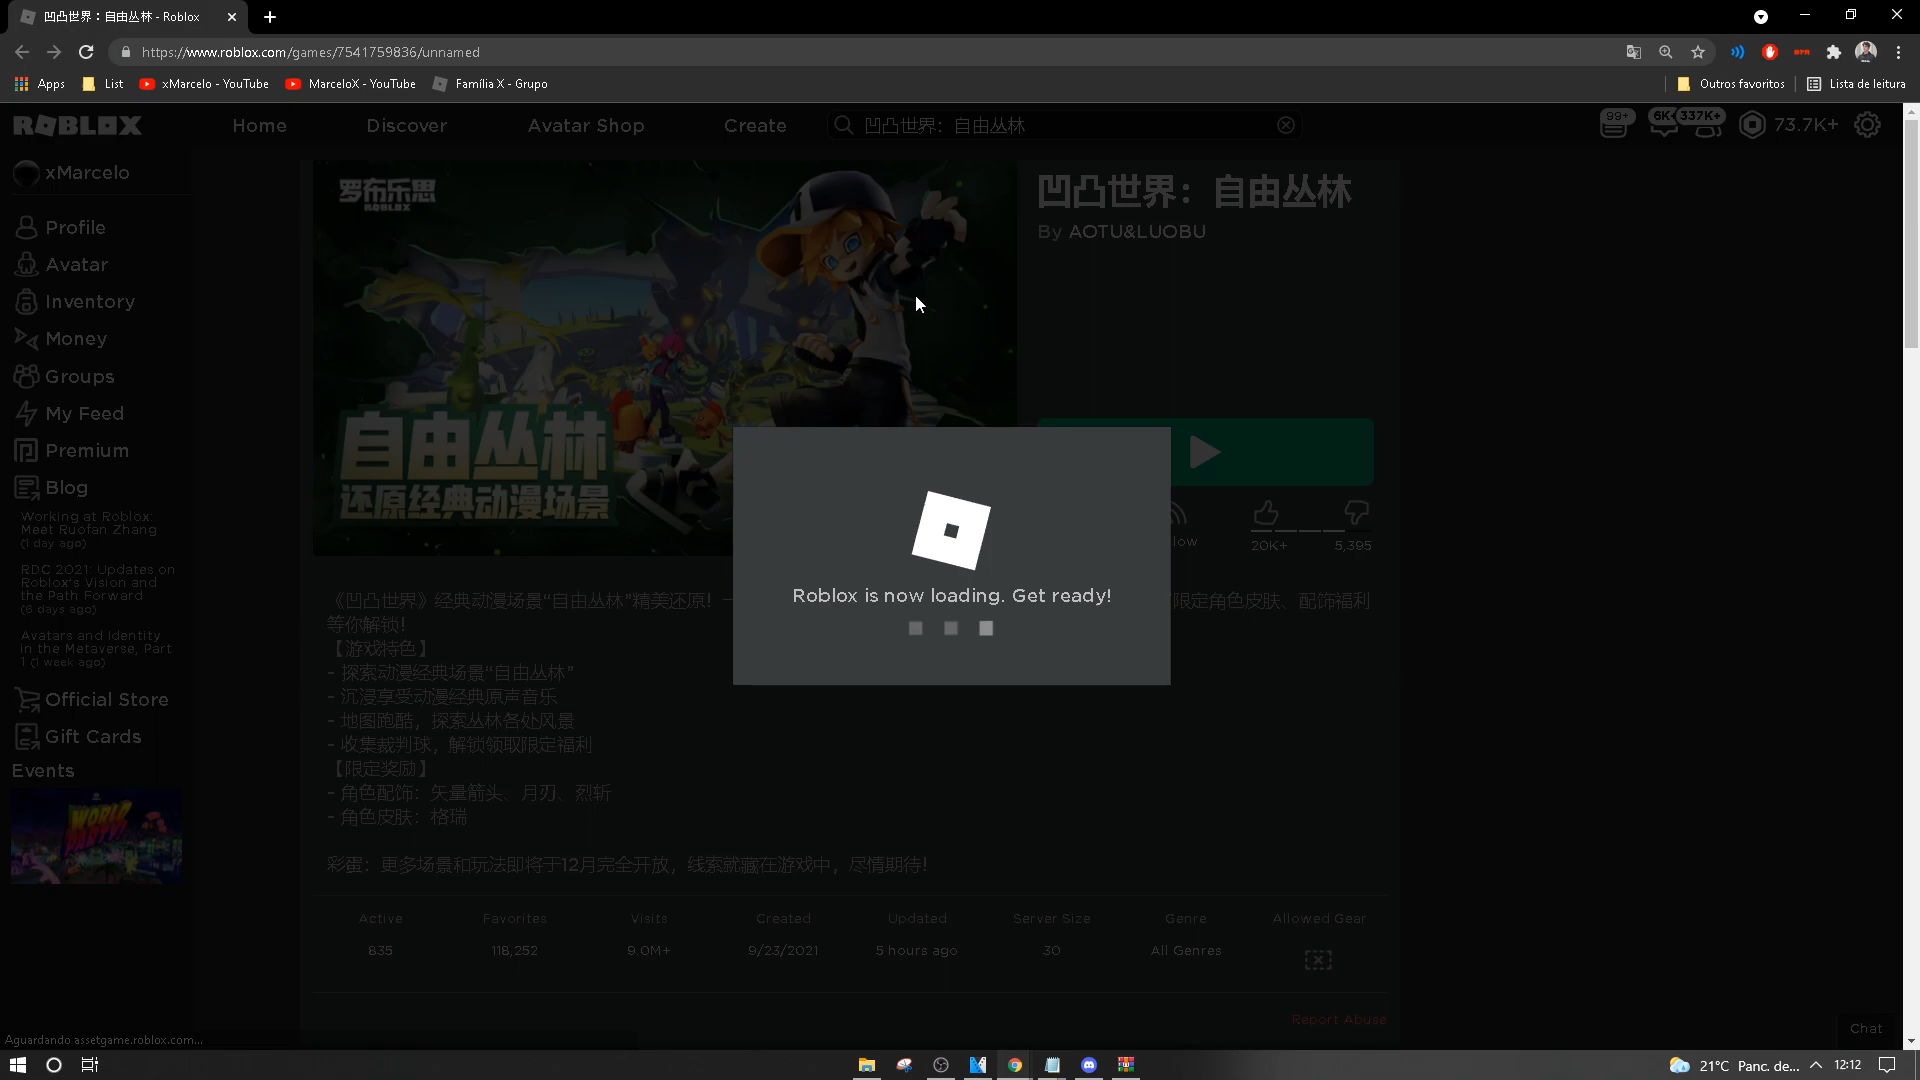 凹凸世界：自由丛林 - Roblox
https://www.roblox.com/games/7541759836/unnamed
Apps
List
xMarcelo - YouTube
MarceloX - YouTube
Família X - Grupo
Outros favoritos
Lista de leitura
ROBLOX
Home
Discover
Avatar Shop
Create
凹凸世界：自由丛林
99+
6K+
337K+
73.7K+
xMarcelo
Profile
Avatar
Inventory
Money
Groups
My Feed
Premium
Blog
Working at Roblox:
Meet Ruofan Zhang
(1 day ago)
RDC 2021: Updates on
Roblox's Vision and
the Path Forward
(6 days ago)
Avatars and Identity
in the Metaverse, Part
1 (1 week ago)
Official Store
Gift Cards
Events
WORLD
PARTY!
罗布乐思
ROBLOX
自由丛林
还原经典动漫场景
凹凸世界：自由丛林
By AOTU&LUOBU
low
20K+
5,395
Roblox is now loading. Get ready!
《凹凸世界》经典动漫场景“自由丛林”精美还原！一
限定角色皮肤、配饰福利
等你解锁！
【游戏特色】
- 探索动漫经典场景“自由丛林”
- 沉浸享受动漫经典原声音乐
- 地图跑酷，探索丛林各处风景
- 收集裁判球，解锁领取限定福利
【限定奖励】
- 角色配饰：矢量箭头、月刃、烈斩
- 角色皮肤：格瑞
彩蛋：更多场景和玩法即将于12月完全开放，线索就藏在游戏中，尽情期待！
Active
Favorites
Visits
Created
Updated
Server Size
Genre
Allowed Gear
835
118,252
9.0M+
9/23/2021
5 hours ago
30
All Genres
Report Abuse
Chat
Aguardando assetgame.roblox.com...
21°C Panc. de...
12:12